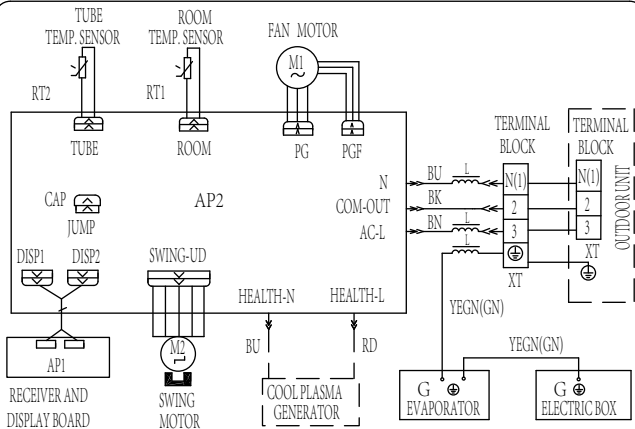 TUBE
TEMP. SENSOR
ROOM
TEMP. SENSOR
FAN MOTOR
RT2
RT1
M1
TUBE
ROOM
PG
PGF
TERMINAL
BLOCK
TERMINAL
BLOCK
CAP
JUMP
AP2
N
BU
L
N(1)
N(1)
COM-OUT
BK
2
2
AC-L
BN
L
3
3
L
XT
XT
OUTDOOR UNIT
DISP1
DISP2
SWING-UD
HEALTH-N
HEALTH-L
YEGN(GN)
M2
BU
RD
YEGN(GN)
AP1
RECEIVER AND
DISPLAY BOARD
SWING
MOTOR
COOL PLASMA
GENERATOR
G
EVAPORATOR
G
ELECTRIC BOX